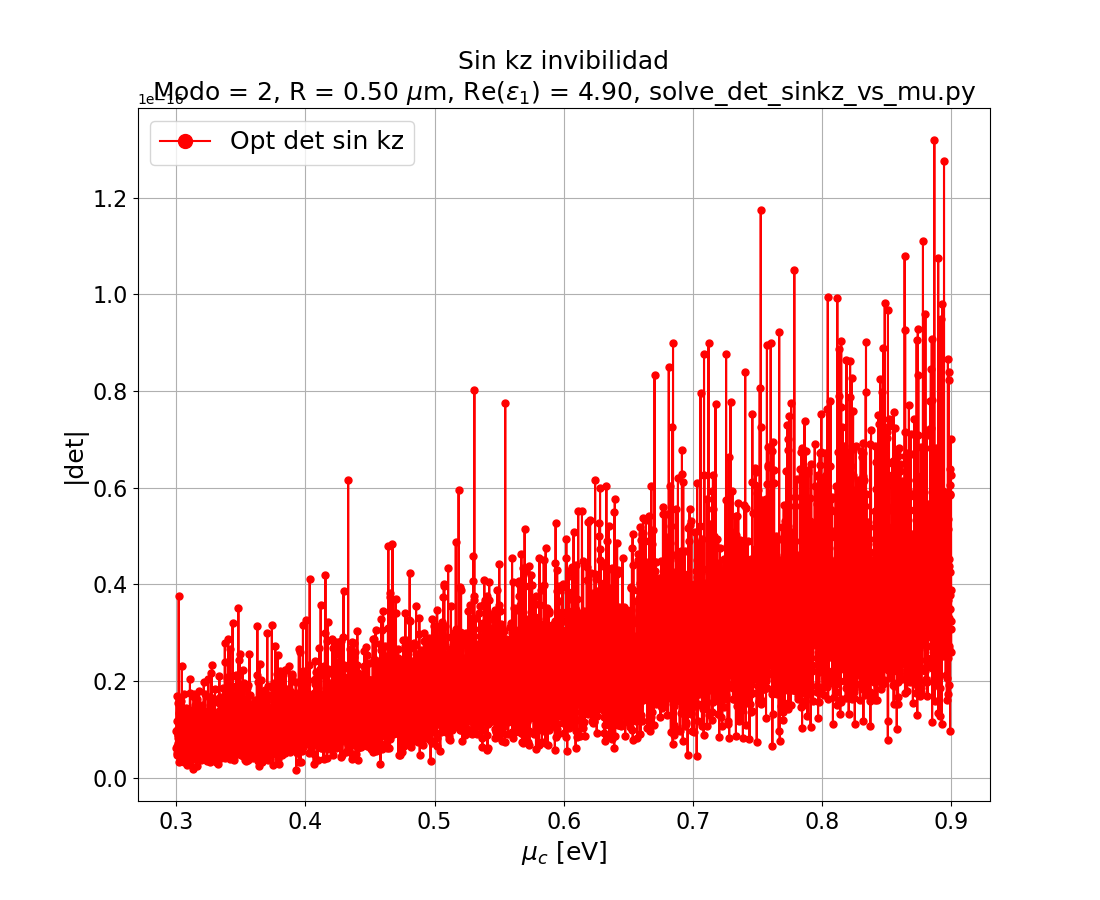 Sin kz invibilidad
Modo = 2, R = 0.50 μm, Re(ε₁) = 4.90, solve_det_sinkz_vs_mu.py
Opt det sin kz
1.2
1.0
0.8
0.6
0.4
0.2
0.0
|det|
0.3 0.4 0.5 0.6 0.7 0.8 0.9
μ_c [eV]